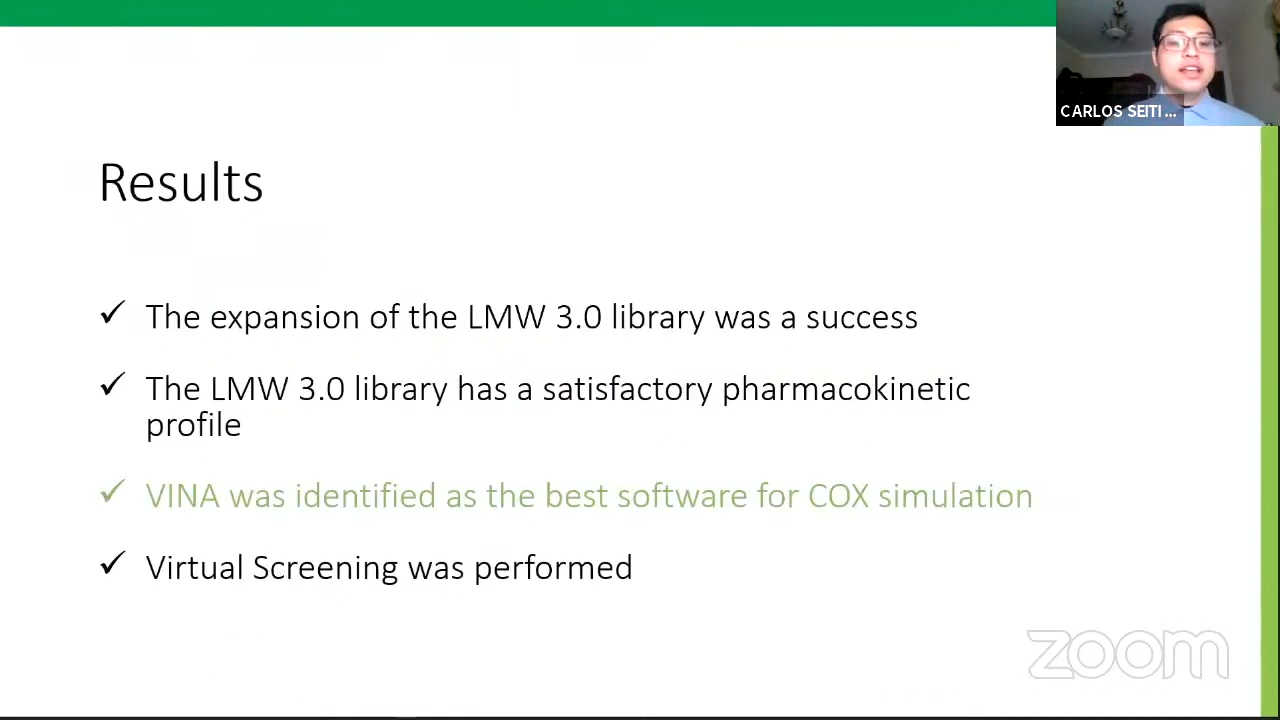 CARLOS SEITI ...
Results
✓ The expansion of the LMW 3.0 library was a success
✓ The LMW 3.0 library has a satisfactory pharmacokinetic
profile
✓ VINA was identified as the best software for COX simulation
✓ Virtual Screening was performed
zoom